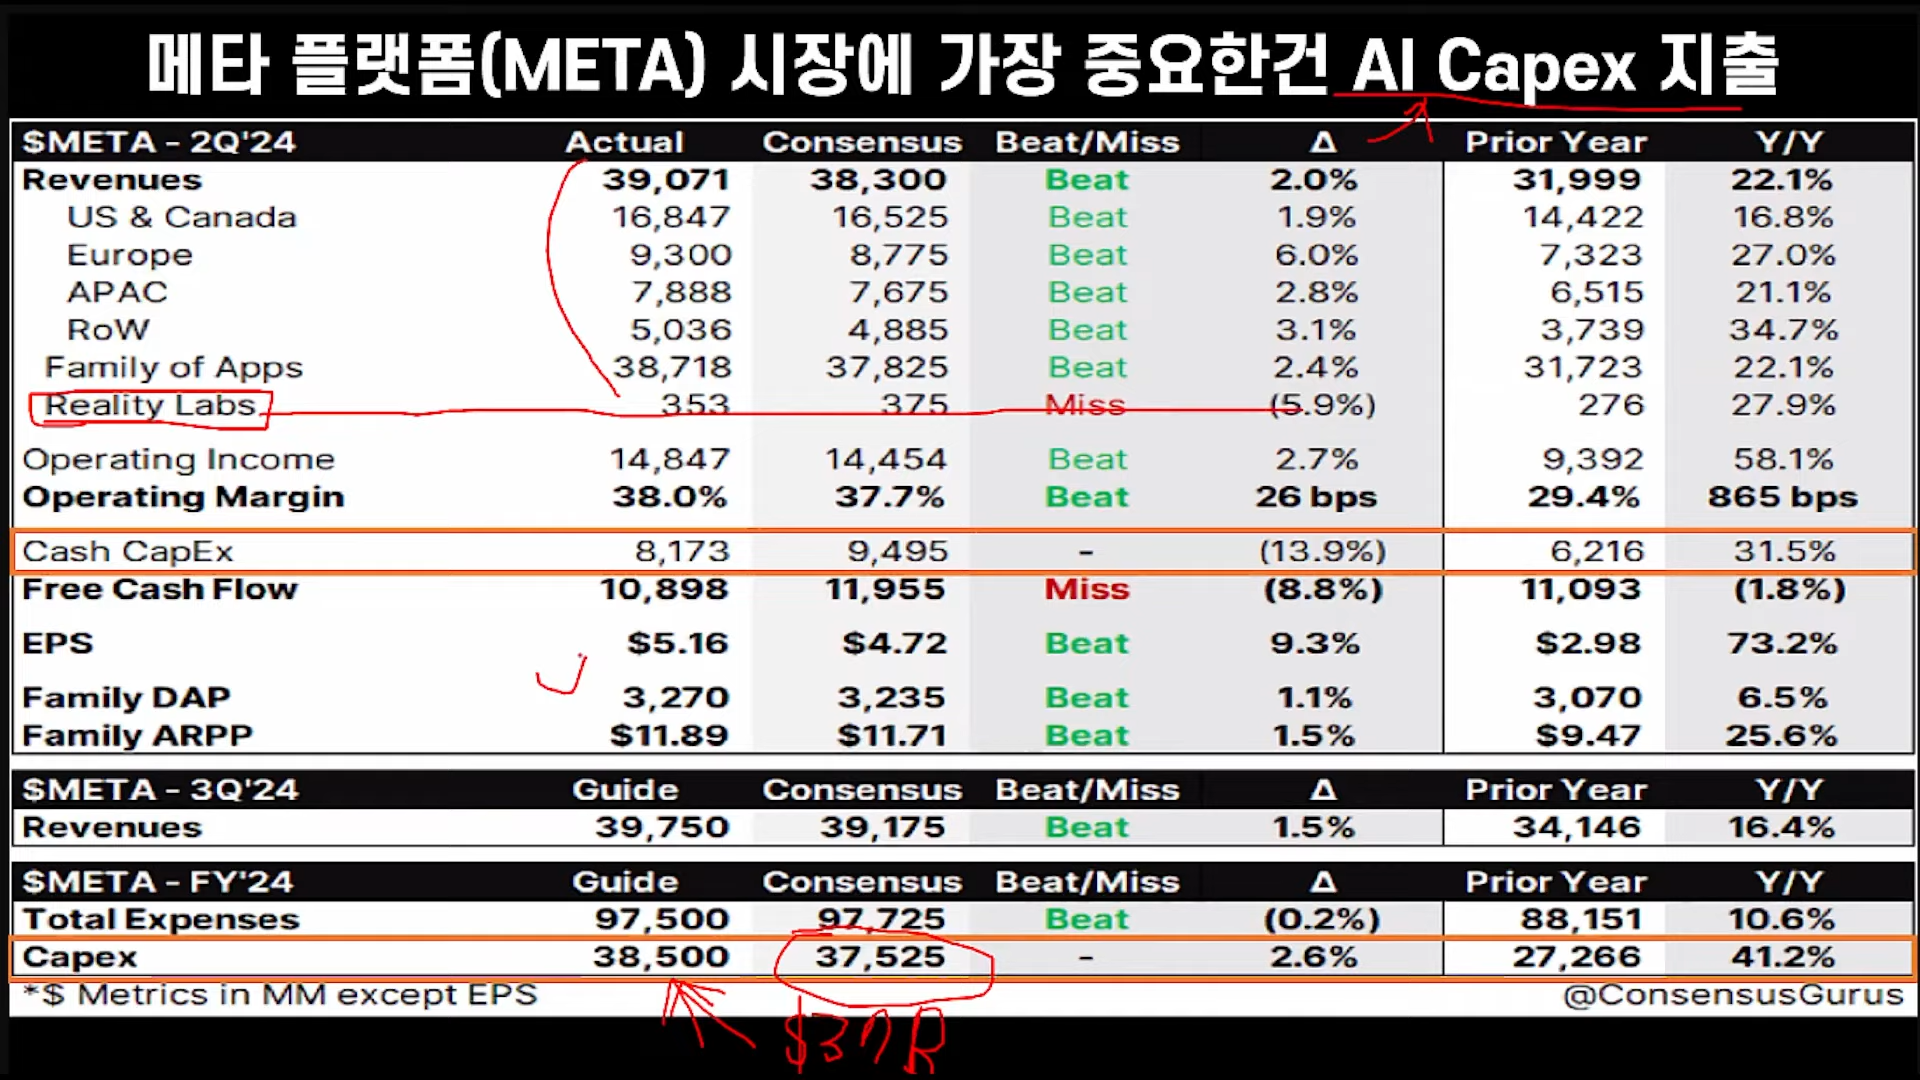 메타 플랫폼(META) 시장에 가장 중요한건 AI Capex 지출
$META - 2Q'24 Actual Consensus Beat/Miss Δ Prior Year Y/Y
Revenues 39,071 38,300 Beat 2.0% 31,999 22.1%
US & Canada 16,847 16,525 Beat 1.9% 14,422 16.8%
Europe 9,300 8,775 Beat 6.0% 7,323 27.0%
APAC 7,888 7,675 Beat 2.8% 6,515 21.1%
RoW 5,036 4,885 Beat 3.1% 3,739 34.7%
Family of Apps 38,718 37,825 Beat 2.4% 31,723 22.1%
Reality Labs 353 375 Miss (5.9%) 276 27.9%
Operating Income 14,847 14,454 Beat 2.7% 9,392 58.1%
Operating Margin 38.0% 37.7% Beat 26 bps 29.4% 865 bps
Cash CapEx 8,173 9,495 - (13.9%) 6,216 31.5%
Free Cash Flow 10,898 11,955 Miss (8.8%) 11,093 (1.8%)
EPS $5.16 $4.72 Beat 9.3% $2.98 73.2%
Family DAP 3,270 3,235 Beat 1.1% 3,070 6.5%
Family ARPP $11.89 $11.71 Beat 1.5% $9.47 25.6%
$META - 3Q'24 Guide Consensus Beat/Miss Δ Prior Year Y/Y
Revenues 39,750 39,175 Beat 1.5% 34,146 16.4%
$META - FY'24 Guide Consensus Beat/Miss Δ Prior Year Y/Y
Total Expenses 97,500 97,725 Beat (0.2%) 88,151 10.6%
Capex 38,500 37,525 - 2.6% 27,266 41.2%
*$ Metrics in MM except EPS @ConsensusGurus
$37B